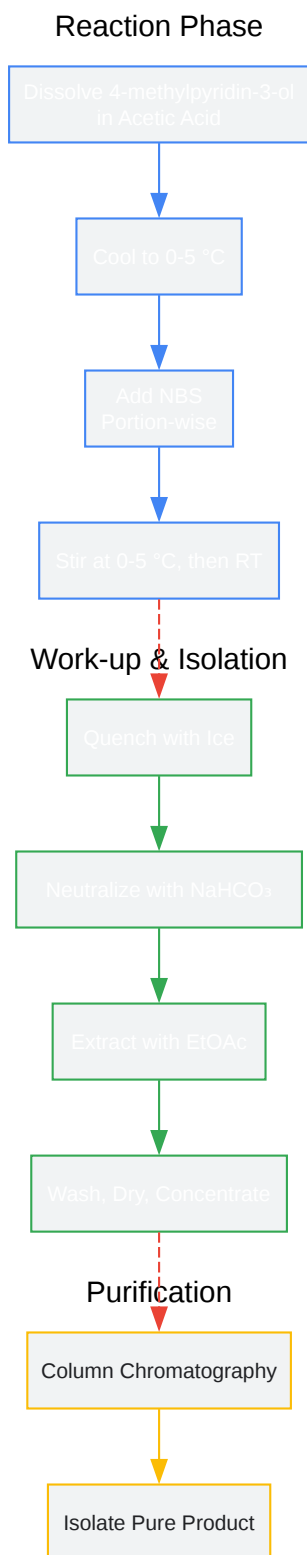 Reaction Phase
Dissolve 4-methylpyridin-3-ol
in Acetic Acid
Cool to 0-5 °C
Add NBS
Portion-wise
Stir at 0-5 °C, then RT
Work-up & Isolation
Quench with Ice
Neutralize with NaHCO₃
Extract with EtOAc
Wash, Dry, Concentrate
Purification
Column Chromatography
Isolate Pure Product